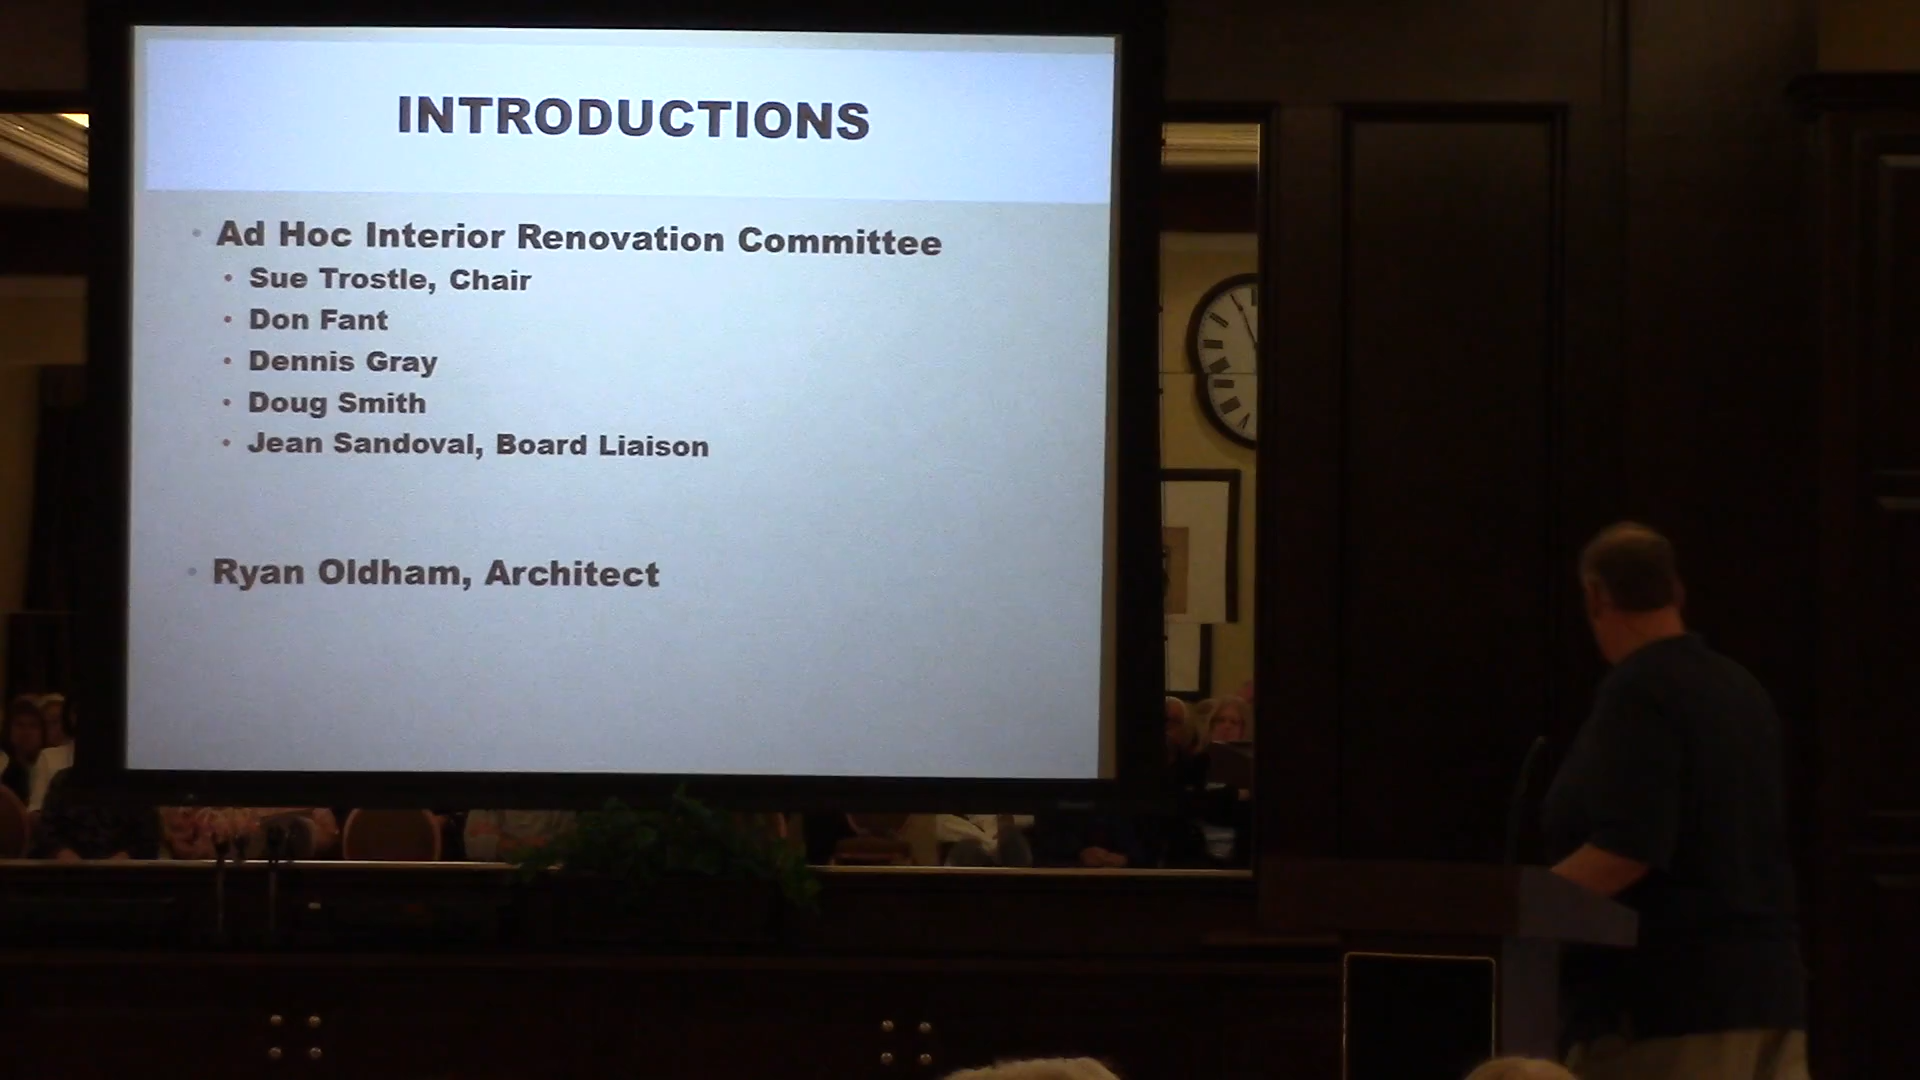 INTRODUCTIONS
• Ad Hoc Interior Renovation Committee
• Sue Trostle, Chair
• Don Fant
• Dennis Gray
• Doug Smith
• Jean Sandoval, Board Liaison
• Ryan Oldham, Architect